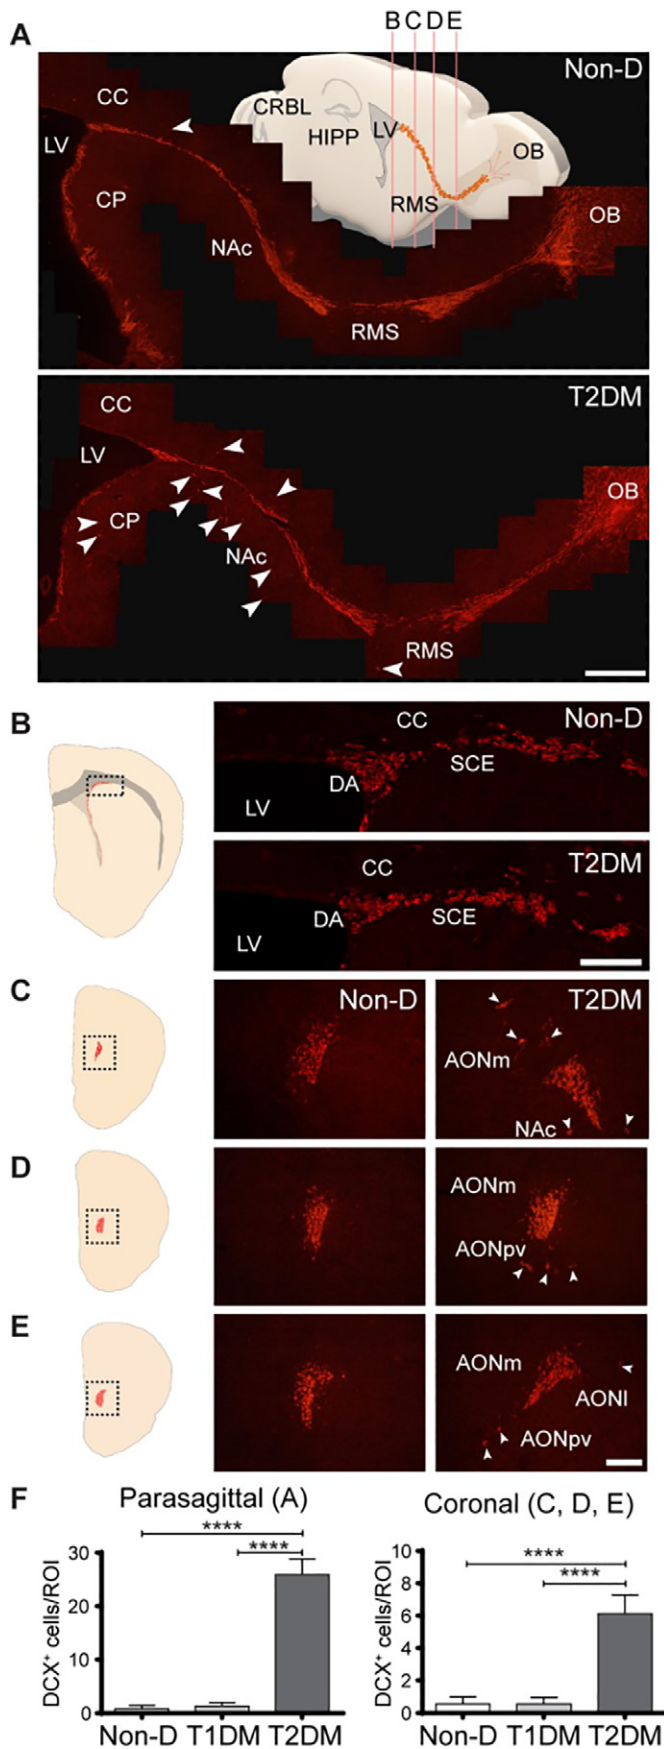 B C D E
A
Non-D
CC
CRBL
LV
HIPP
LV
OB
CP
RMS
OB
NAc
RMS
T2DM
CC
LV
OB
CP
NAc
RMS
B
CC
Non-D
SCE
DA
LV
CC
T2DM
DA
SCE
LV
C
Non-D
T2DM
AONm
NAc
D
AONm
AONpv
E
AONm
AONl
AONpv
F
Parasagittal (A)
Coronal (C, D, E)
****
****
DCX⁺ cells/ROI
30
20
10
0
Non-D T1DM T2DM
****
****
DCX⁺ cells/ROI
10
8
6
4
2
0
Non-D T1DM T2DM